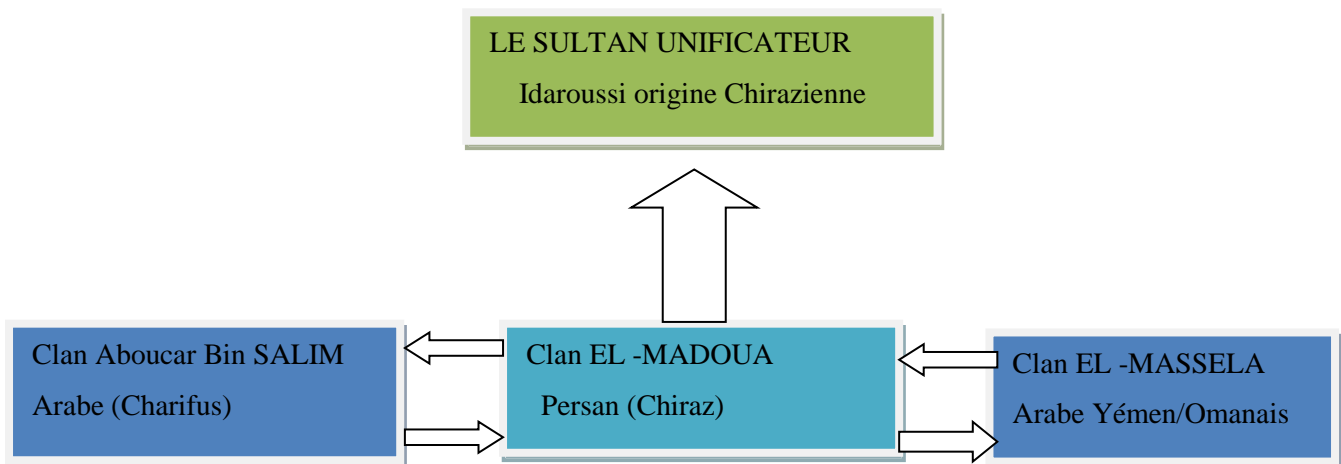 LE SULTAN UNIFICATEUR
Idaroussi origine Chirazienne
Clan Aboucar Bin SALIM
Arabe (Charifus)
Clan EL -MADOUA
Persan (Chiraz)
Clan EL -MASSELA
Arabe Yémen/Omanais